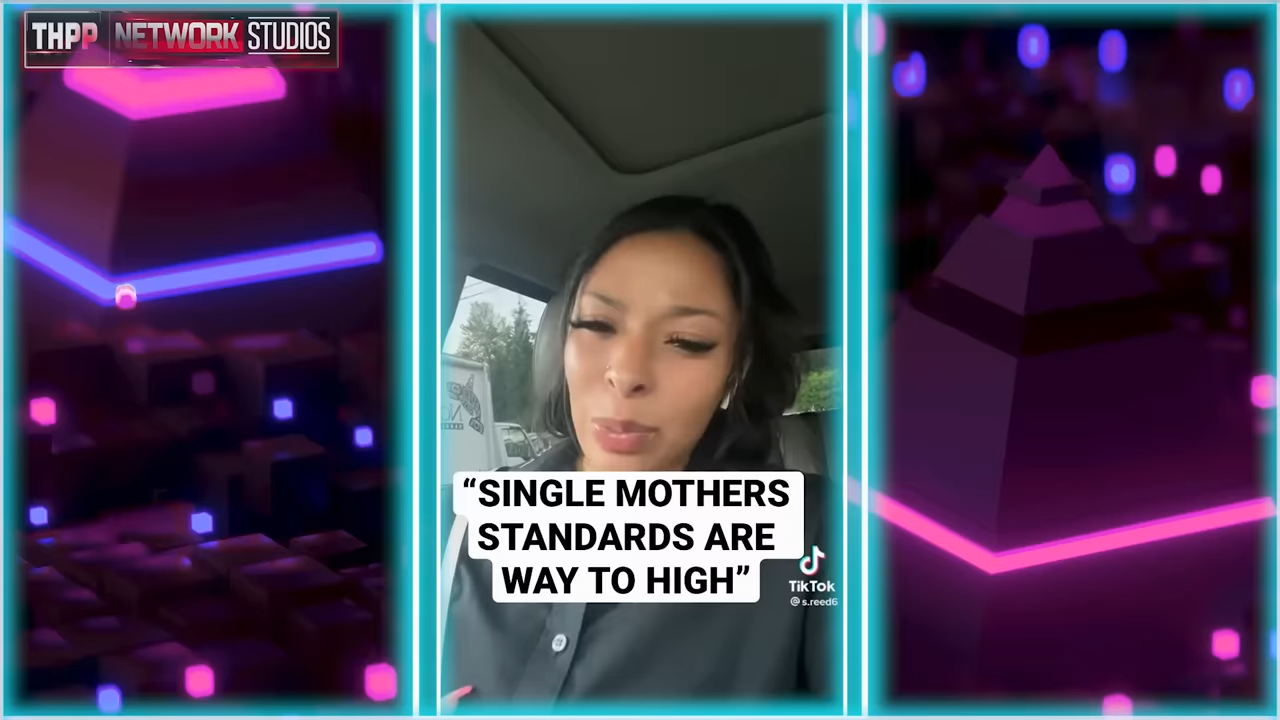 THPP NETWORK STUDIOS
“SINGLE MOTHERS
STANDARDS ARE
WAY TO HIGH”
TikTok
@s.reed6